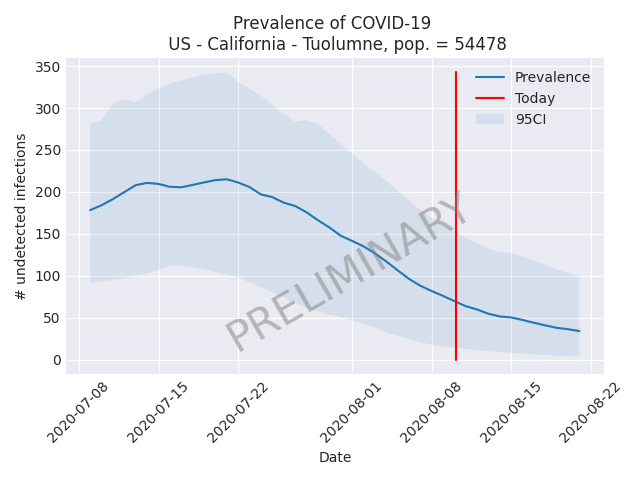 Prevalence of COVID-19
US - California - Tuolumne, pop. = 54478
350
300
250
200
150
100
50
0
# undetected infections
Prevalence
Today
95CI
PRELIMINARY
2020-07-08
2020-07-15
2020-07-22
2020-08-01
2020-08-08
2020-08-15
2020-08-22
Date